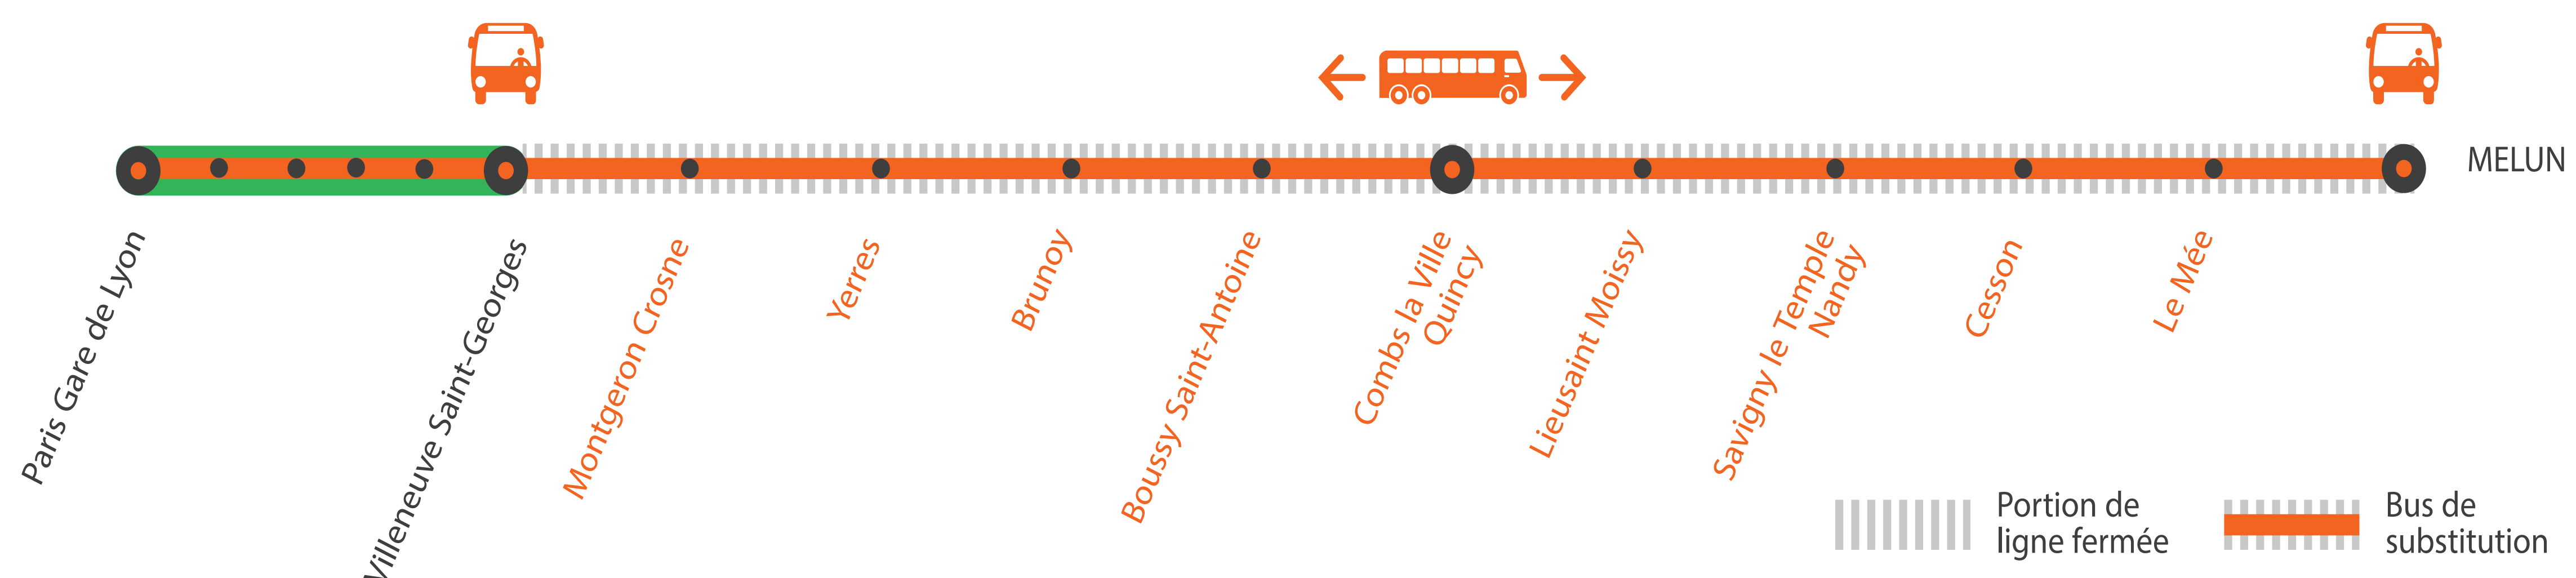 MELUN
Paris Gare de Lyon
Villeneuve Saint-Georges
Montgeron Crosne
Yerres
Brunoy
Boussy Saint-Antoine
Combs la Ville
Quincy
Lieusaint Moissy
Savigny le Temple
Nandy
Cesson
Le Mée
Portion de
ligne fermée
Bus de
substitution